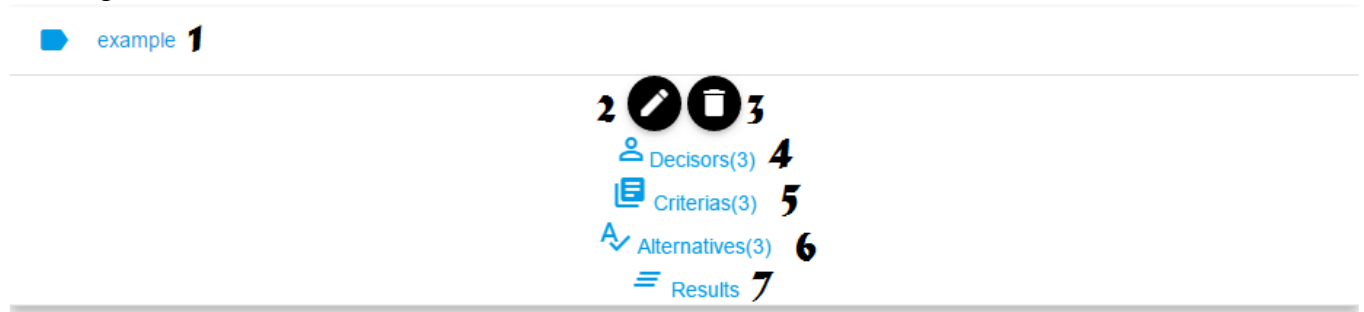 example 1
2 3
Decisors(3) 4
Criterias(3) 5
Alternatives(3) 6
Results 7